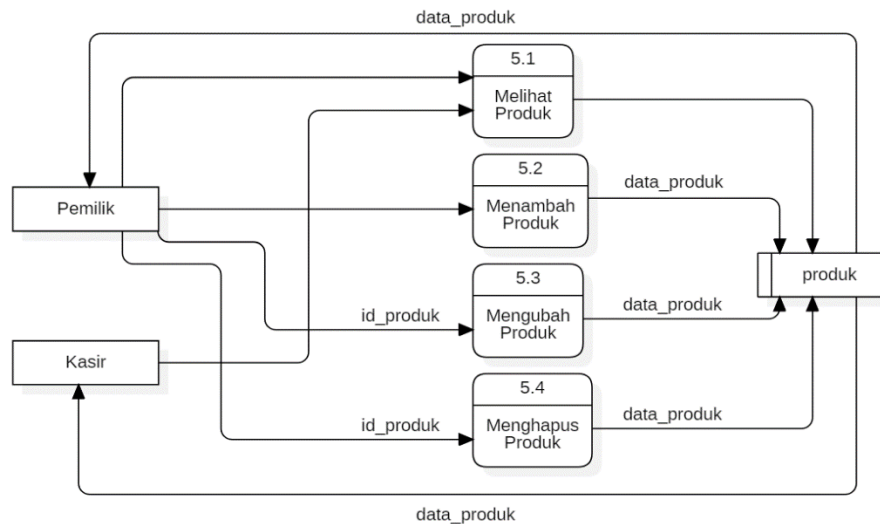 data_produk
5.1
Melihat
Produk
5.2
Menambah
Produk
data_produk
Pemilik
5.3
Mengubah
Produk
id_produk
data_produk
produk
Kasir
5.4
Menghapus
Produk
id_produk
data_produk
data_produk